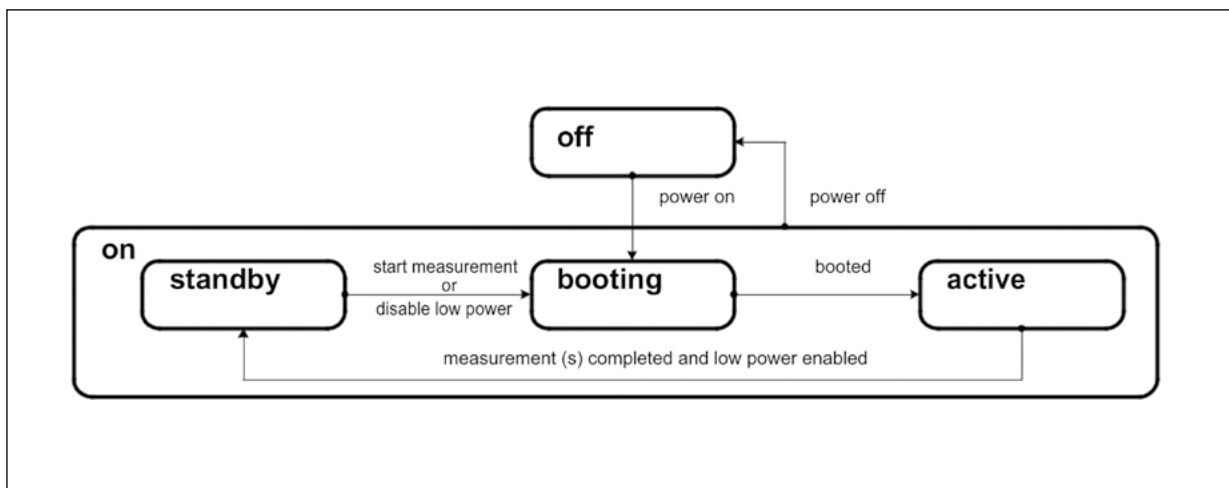 off
power on
power off
on
standby
start measurement
or
disable low power
booting
booted
active
measurement (s) completed and low power enabled